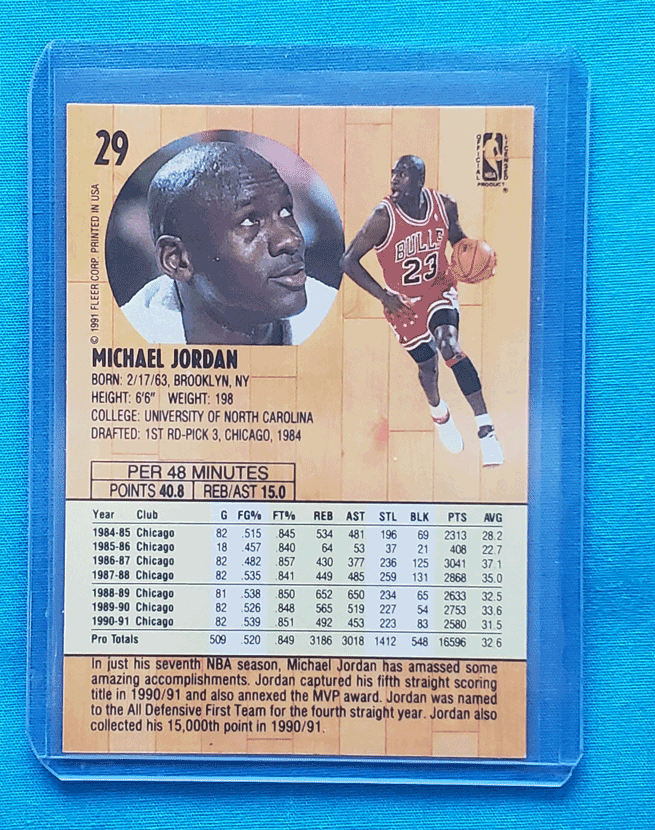 29
OFFICIAL LICENSED
NBA
PRODUCT ®
© 1991 FLEER CORP. PRINTED IN USA
BULLS
23
MICHAEL JORDAN
BORN: 2/17/63, BROOKLYN, NY
HEIGHT: 6'6" WEIGHT: 198
COLLEGE: UNIVERSITY OF NORTH CAROLINA
DRAFTED: 1ST RD-PICK 3, CHICAGO, 1984
PER 48 MINUTES
POINTS 40.8 REB/AST 15.0
Year Club G FG% FT% REB AST STL BLK PTS AVG
1984-85 Chicago 82 .515 .845 534 481 196 69 2313 28.2
1985-86 Chicago 18 .457 .840 64 53 37 21 408 22.7
1986-87 Chicago 82 .482 .857 430 377 236 125 3041 37.1
1987-88 Chicago 82 .535 .841 449 485 259 131 2868 35.0
1988-89 Chicago 81 .538 .850 652 650 234 65 2633 32.5
1989-90 Chicago 82 .526 .848 565 519 227 54 2753 33.6
1990-91 Chicago 82 .539 .851 492 453 223 83 2580 31.5
Pro Totals 509 .520 .849 3186 3018 1412 548 16596 32.6
In just his seventh NBA season, Michael Jordan has amassed some
amazing accomplishments. Jordan captured his fifth straight scoring
title in 1990/91 and also annexed the MVP award. Jordan was named
to the All Defensive First Team for the fourth straight year. Jordan also
collected his 15,000th point in 1990/91.